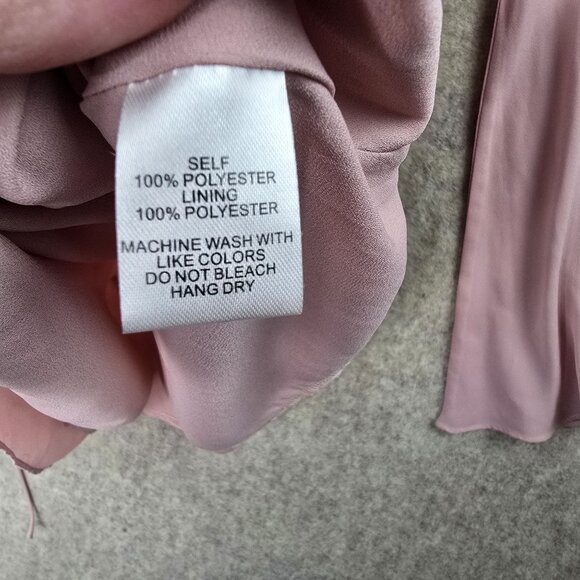 SELF
100% POLYESTER
LINING
100% POLYESTER
MACHINE WASH WITH
LIKE COLORS
DO NOT BLEACH
HANG DRY